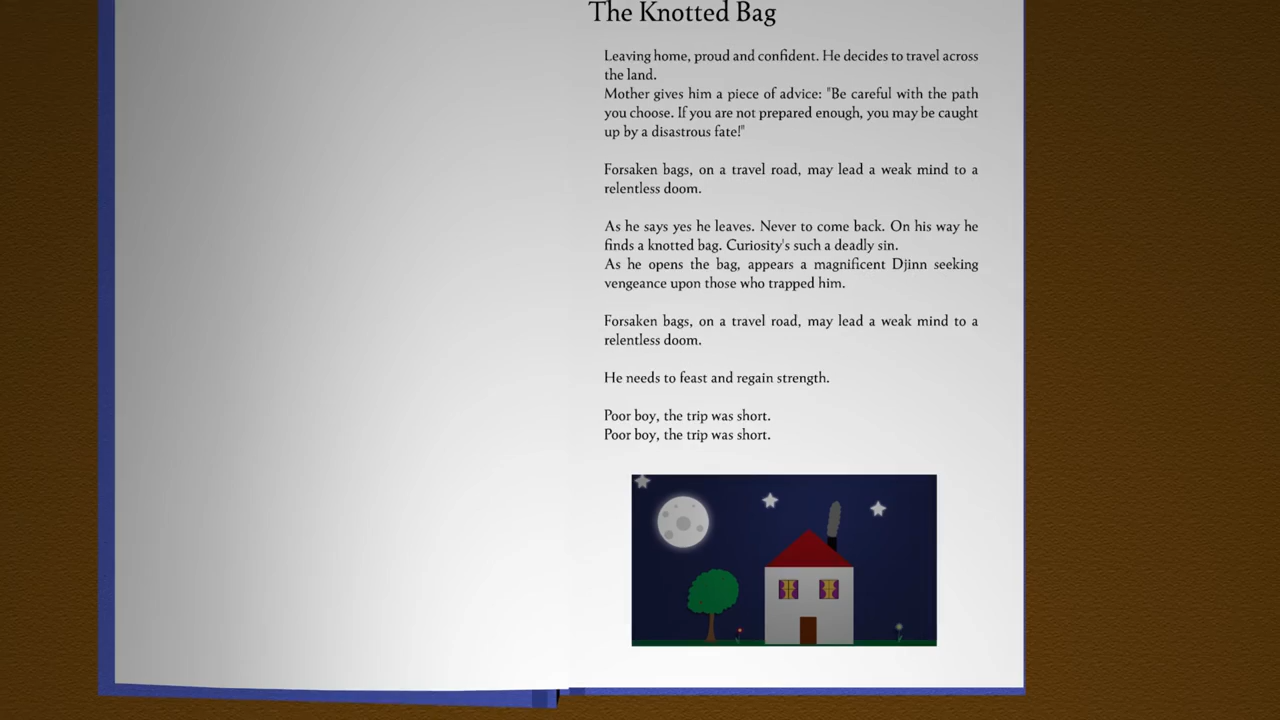 The Knotted Bag
Leaving home, proud and confident. He decides to travel across
the land.
Mother gives him a piece of advice: "Be careful with the path
you choose. If you are not prepared enough, you may be caught
up by a disastrous fate!"
Forsaken bags, on a travel road, may lead a weak mind to a
relentless doom.
As he says yes he leaves. Never to come back. On his way he
finds a knotted bag. Curiosity's such a deadly sin.
As he opens the bag, appears a magnificent Djinn seeking
vengeance upon those who trapped him.
Forsaken bags, on a travel road, may lead a weak mind to a
relentless doom.
He needs to feast and regain strength.
Poor boy, the trip was short.
Poor boy, the trip was short.